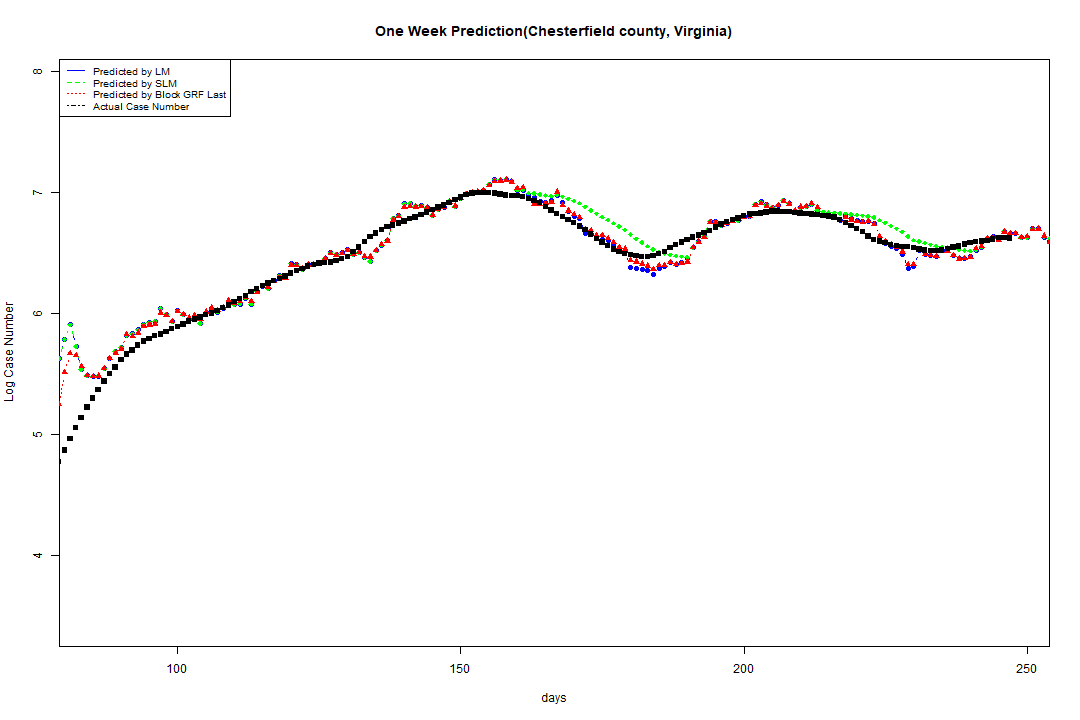 One Week Prediction(Chesterfield county, Virginia)
Predicted by LM
Predicted by SLM
Predicted by Block GRF Last
Actual Case Number
8
7
6
5
4
Log Case Number
100 150 200 250
days